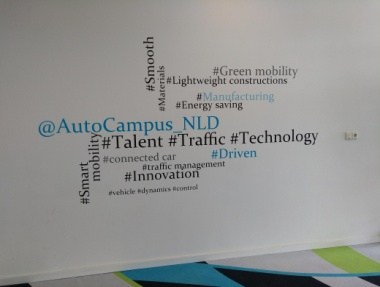 #Smooth
#Materials
#Green mobility
#Lightweight constructions
#Manufacturing
#Energy saving
@AutoCampus_NLD
#Talent #Traffic #Technology
#Smart
mobility
#connected car
#Driven
#traffic management
#Innovation
#vehicle #dynamics #control